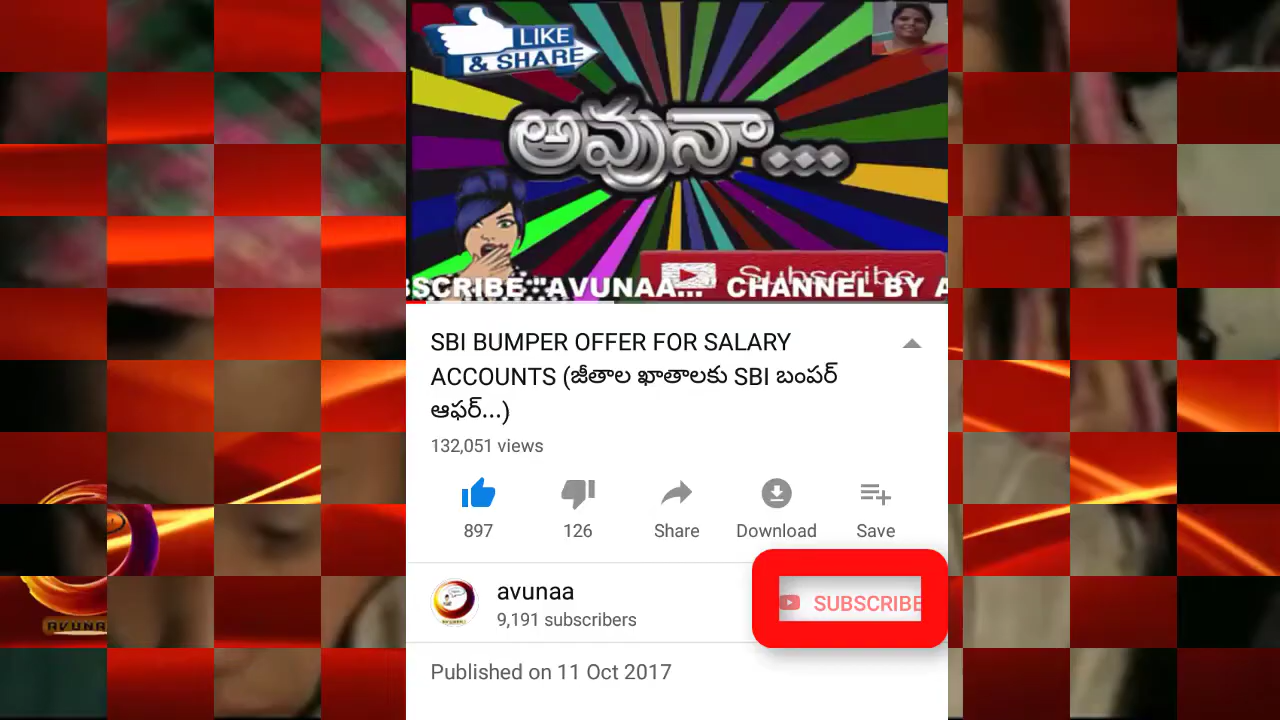 LIKE
& SHARE
అవునా...
Subscribe
SCRIBE "AVUNAA... CHANNEL BY A
SBI BUMPER OFFER FOR SALARY
ACCOUNTS (జీతాల ఖాతాలకు SBI బంపర్
ఆఫర్...)
132,051 views
897 126 Share Download Save
avunaa
SUBSCRIBE
9,191 subscribers
AVUNA
Published on 11 Oct 2017